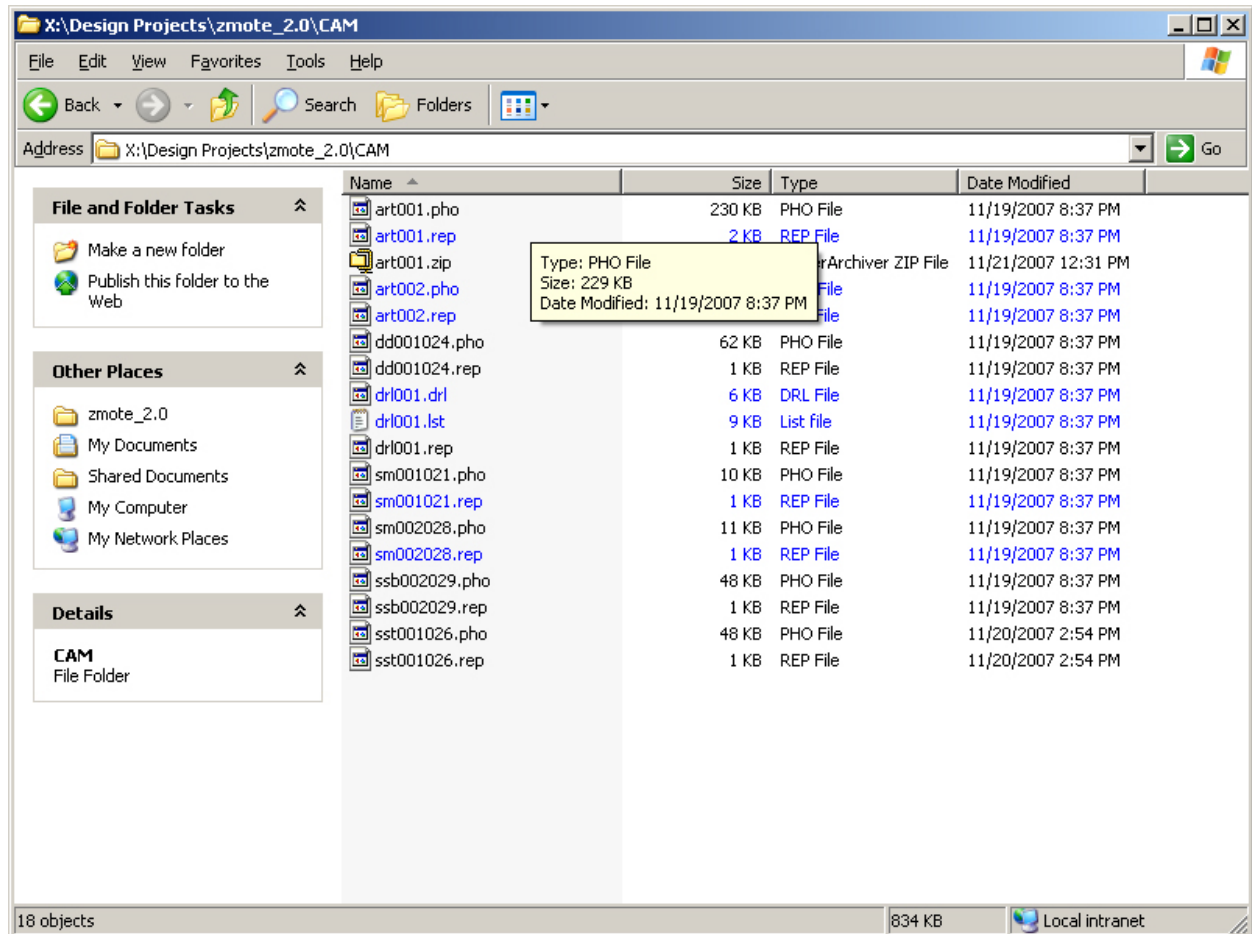 X:\Design Projects\zmote_2.0\CAM
File Edit View Favorites Tools Help
Back Search Folders
Address X:\Design Projects\zmote_2.0\CAM Go
File and Folder Tasks
Make a new folder
Publish this folder to the
Web
Other Places
zmote_2.0
My Documents
Shared Documents
My Computer
My Network Places
Details
CAM
File Folder
Name Size Type Date Modified
art001.pho 230 KB PHO File 11/19/2007 8:37 PM
art001.rep 2 KB REP File 11/19/2007 8:37 PM
art001.zip rArchiver ZIP File 11/21/2007 12:31 PM
art002.pho File 11/19/2007 8:37 PM
art002.rep File 11/19/2007 8:37 PM
Type: PHO File
Size: 229 KB
Date Modified: 11/19/2007 8:37 PM
dd001024.pho 62 KB PHO File 11/19/2007 8:37 PM
dd001024.rep 1 KB REP File 11/19/2007 8:37 PM
drl001.drl 6 KB DRL File 11/19/2007 8:37 PM
drl001.lst 9 KB List file 11/19/2007 8:37 PM
drl001.rep 1 KB REP File 11/19/2007 8:37 PM
sm001021.pho 10 KB PHO File 11/19/2007 8:37 PM
sm001021.rep 1 KB REP File 11/19/2007 8:37 PM
sm002028.pho 11 KB PHO File 11/19/2007 8:37 PM
sm002028.rep 1 KB REP File 11/19/2007 8:37 PM
ssb002029.pho 48 KB PHO File 11/19/2007 8:37 PM
ssb002029.rep 1 KB REP File 11/19/2007 8:37 PM
sst001026.pho 48 KB PHO File 11/20/2007 2:54 PM
sst001026.rep 1 KB REP File 11/20/2007 2:54 PM
18 objects 834 KB Local intranet